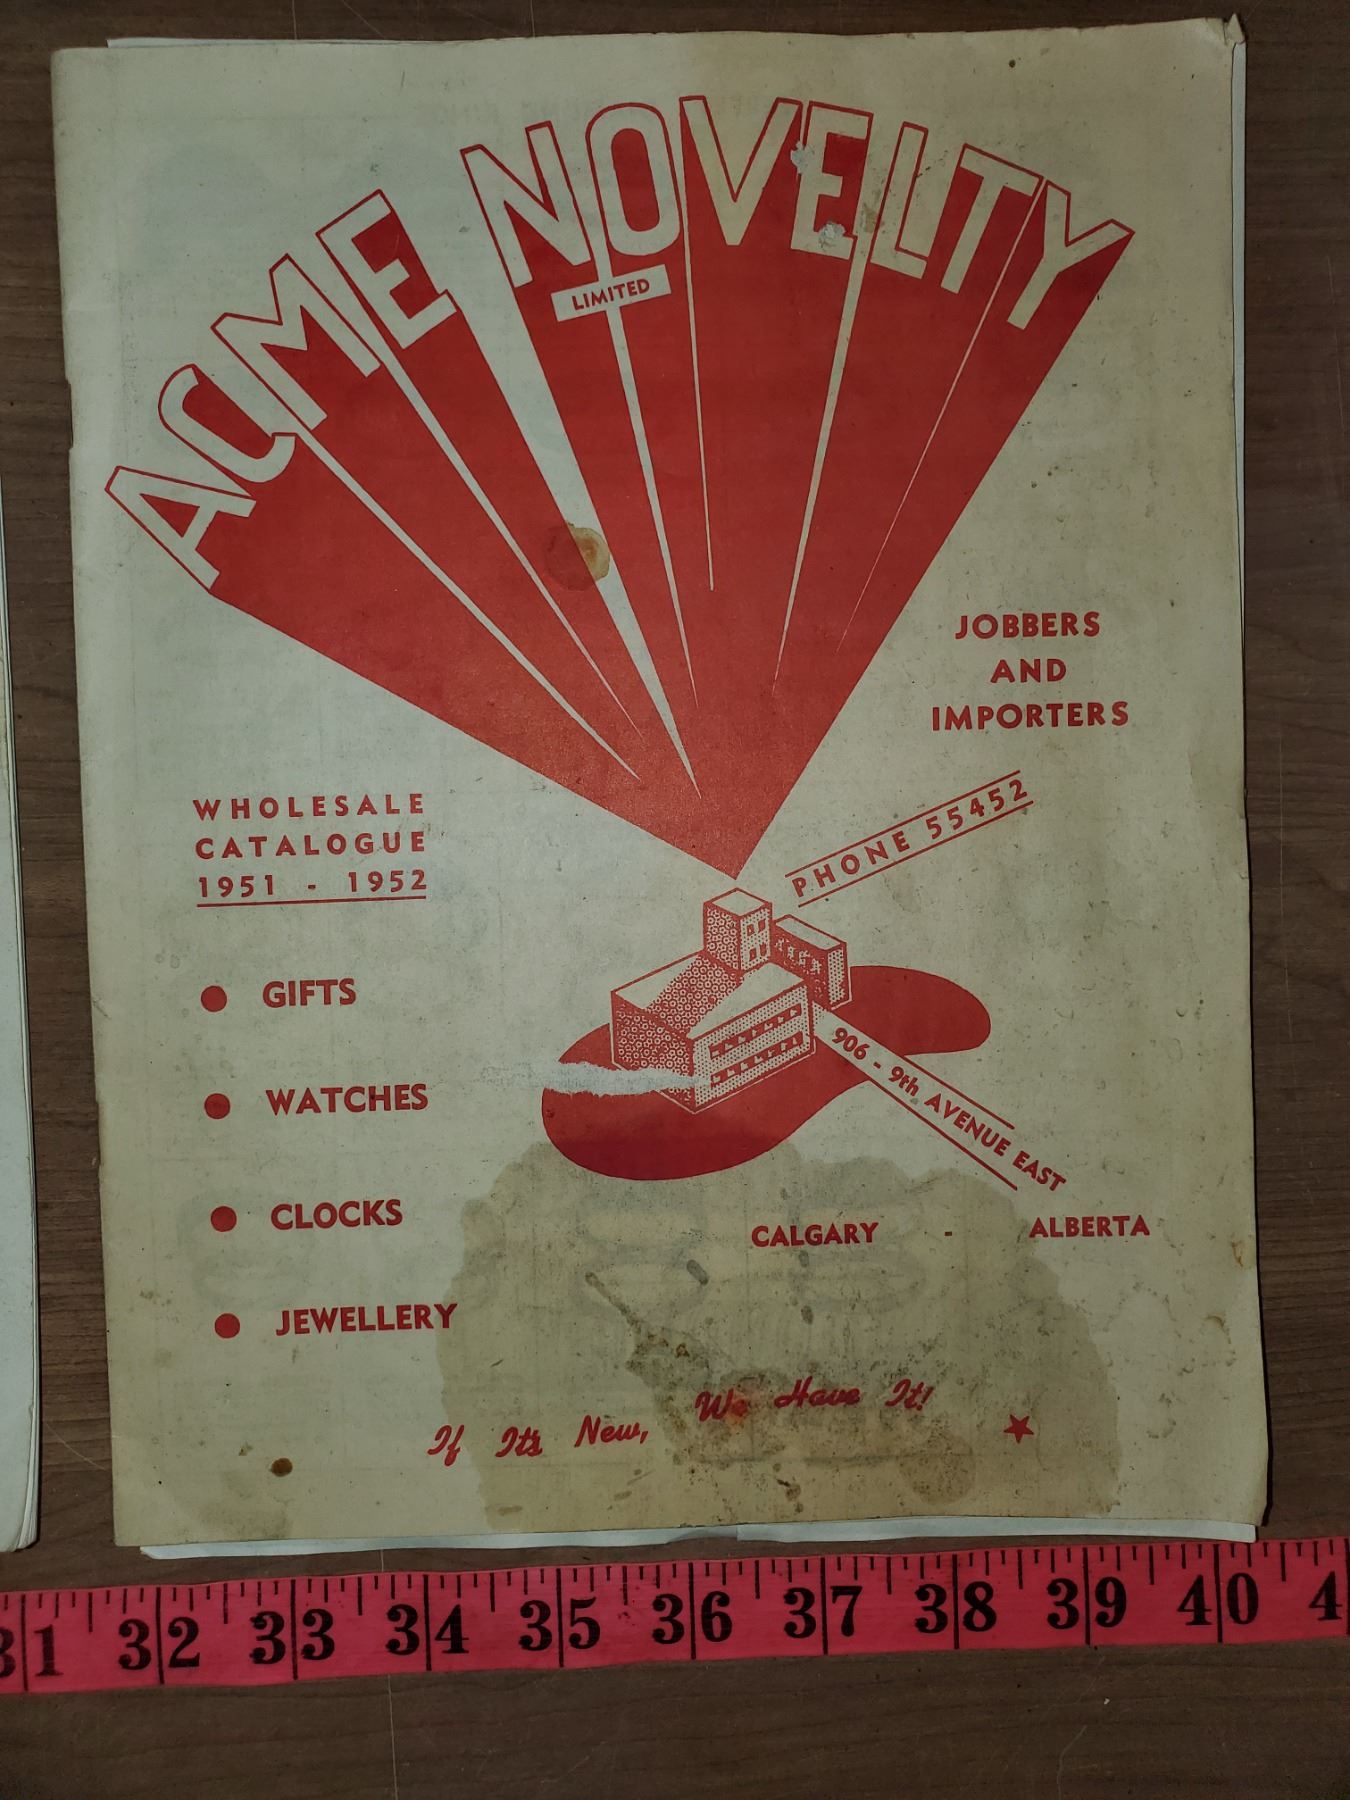 ACME NOVELTY
LIMITED
JOBBERS
AND
IMPORTERS
WHOLESALE
CATALOGUE
1951 - 1952
PHONE 55452
GIFTS
WATCHES
CLOCKS
JEWELLERY
906 - 9th AVENUE EAST
CALGARY - ALBERTA
If It's New, We Have It!
31 32 33 34 35 36 37 38 39 40 4